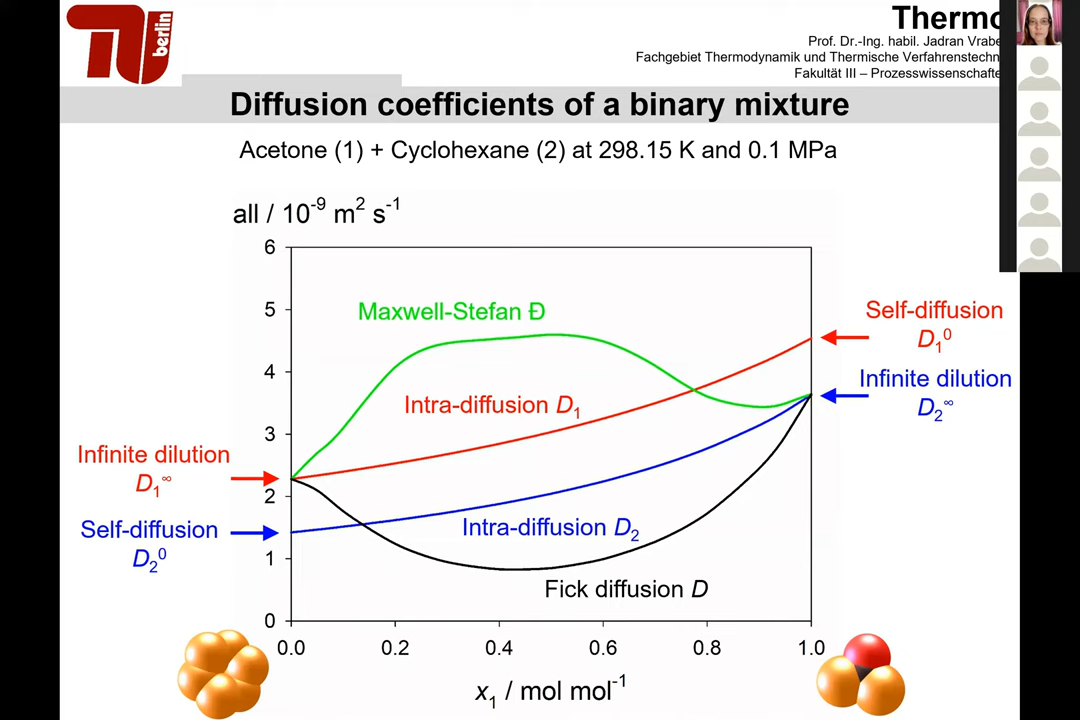 berlin
Thermo
Prof. Dr.-Ing. habil. Jadran Vrabe
Fachgebiet Thermodynamik und Thermische Verfahrenstechn
Fakultät III – Prozesswissenschafte
Diffusion coefficients of a binary mixture
Acetone (1) + Cyclohexane (2) at 298.15 K and 0.1 MPa
all / 10⁻⁹ m² s⁻¹
6
5
4
3
2
1
0
Maxwell-Stefan Đ
Intra-diffusion D₁
Intra-diffusion D₂
Fick diffusion D
Infinite dilution
D₁∞
Self-diffusion
D₂⁰
Self-diffusion
D₁⁰
Infinite dilution
D₂∞
0.0 0.2 0.4 0.6 0.8 1.0
x₁ / mol mol⁻¹